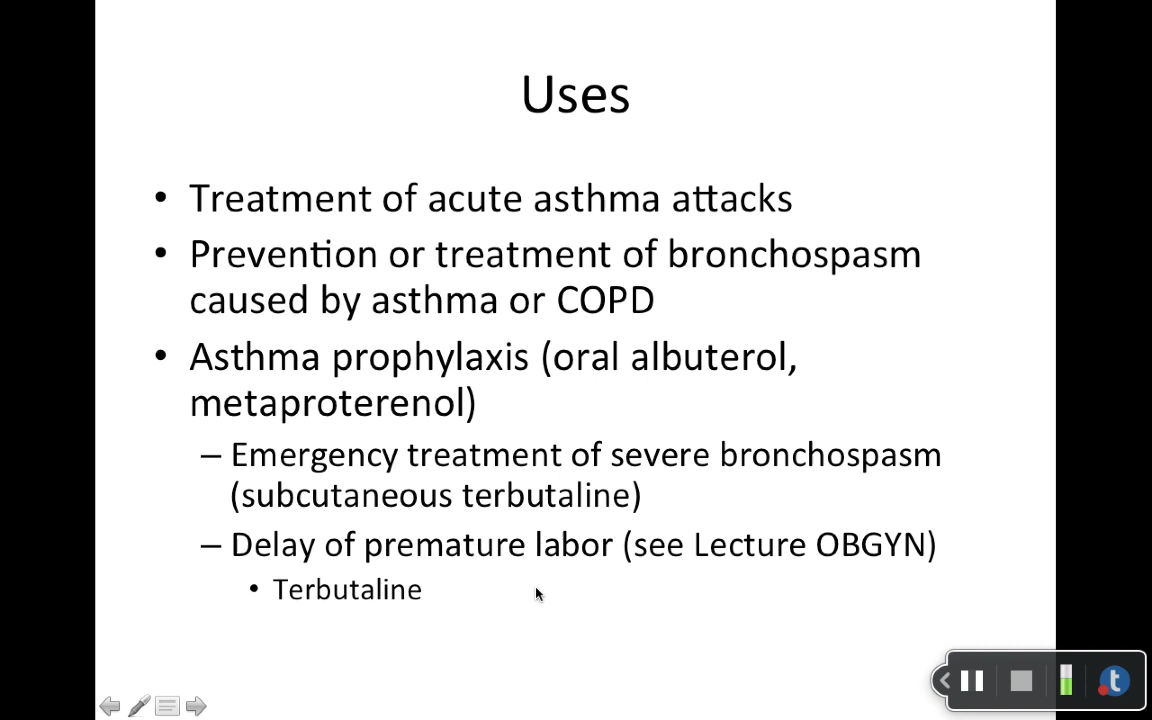 Uses
• Treatment of acute asthma attacks
• Prevention or treatment of bronchospasm
caused by asthma or COPD
• Asthma prophylaxis (oral albuterol,
metaproterenol)
– Emergency treatment of severe bronchospasm
(subcutaneous terbutaline)
– Delay of premature labor (see Lecture OBGYN)
• Terbutaline
t